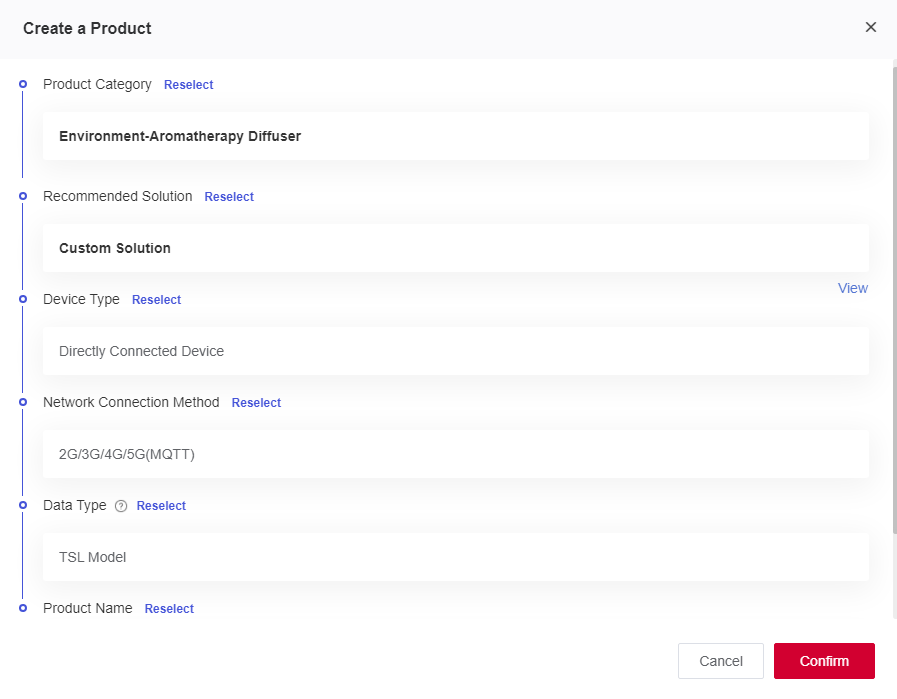 Create a Product
Product Category Reselect
Environment-Aromatherapy Diffuser
Recommended Solution Reselect
Custom Solution
View
Device Type Reselect
Directly Connected Device
Network Connection Method Reselect
2G/3G/4G/5G(MQTT)
Data Type ? Reselect
TSL Model
Product Name Reselect
Cancel Confirm